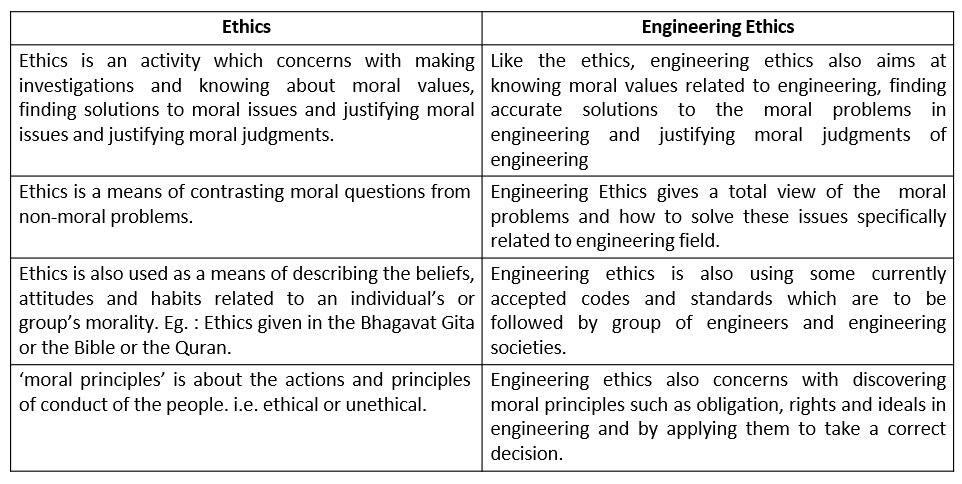 Ethics
Engineering Ethics
Ethics is an activity which concerns with making
investigations and knowing about moral values,
finding solutions to moral issues and justifying moral
issues and justifying moral judgments.
Like the ethics, engineering ethics also aims at
knowing moral values related to engineering, finding
accurate solutions to the moral problems in
engineering and justifying moral judgments of
engineering
Ethics is a means of contrasting moral questions from
non-moral problems.
Engineering Ethics gives a total view of the moral
problems and how to solve these issues specifically
related to engineering field.
Ethics is also used as a means of describing the beliefs,
attitudes and habits related to an individual’s or
group’s morality. Eg. : Ethics given in the Bhagavat Gita
or the Bible or the Quran.
Engineering ethics is also using some currently
accepted codes and standards which are to be
followed by group of engineers and engineering
societies.
‘moral principles’ is about the actions and principles
of conduct of the people. i.e. ethical or unethical.
Engineering ethics also concerns with discovering
moral principles such as obligation, rights and ideals in
engineering and by applying them to take a correct
decision.